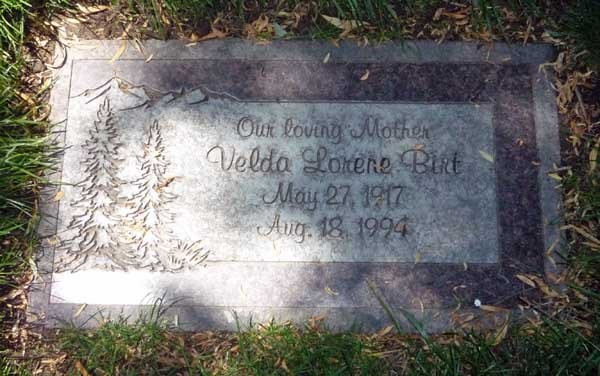 Our loving Mother
Velda Lorene Birt
May 27, 1917
Aug. 18, 1994